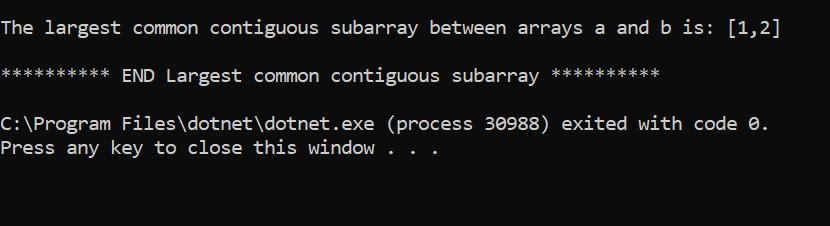 The largest common contiguous subarray between arrays a and b is: [1,2]
********** END Largest common contiguous subarray **********
C:\Program Files\dotnet\dotnet.exe (process 30988) exited with code 0.
Press any key to close this window . . .